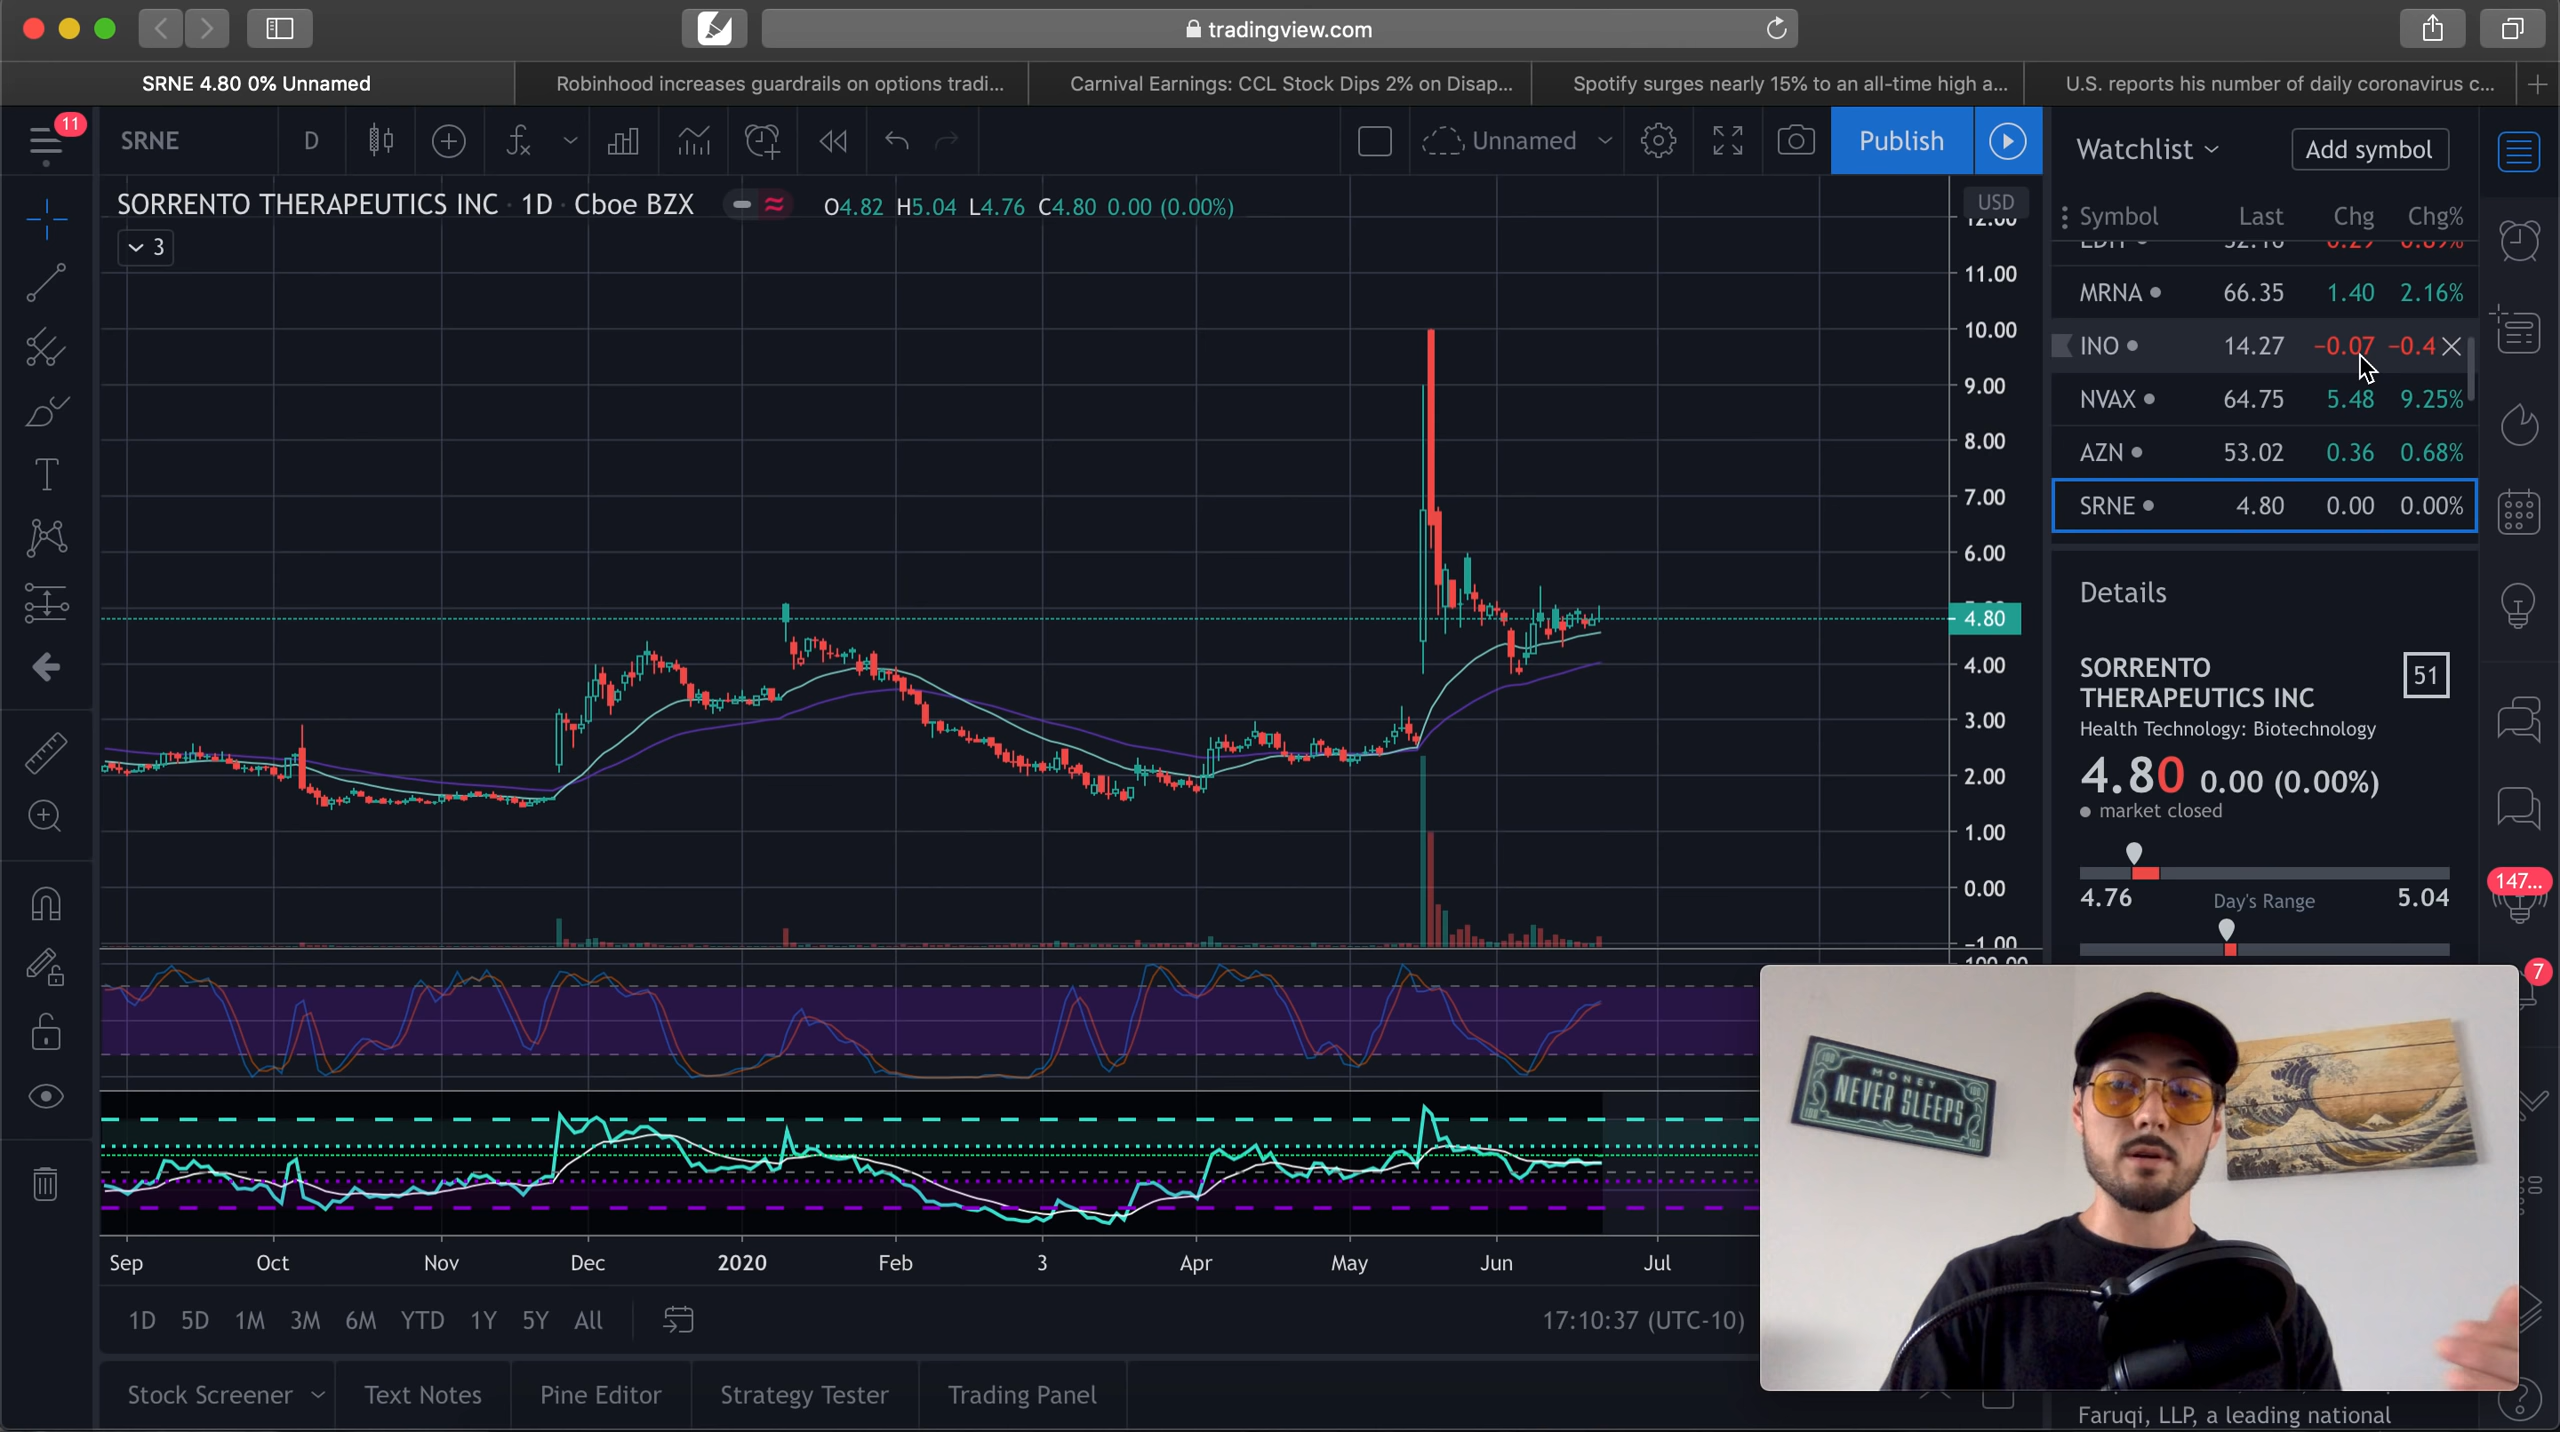 tradingview.com
SRNE 4.80 0% Unnamed
Robinhood increases guardrails on options tradi...
Carnival Earnings: CCL Stock Dips 2% on Disap...
Spotify surges nearly 15% to an all-time high a...
U.S. reports his number of daily coronavirus c...
11
SRNE
D
Unnamed
Publish
Watchlist
Add symbol
SORRENTO THERAPEUTICS INC · 1D · Cboe BZX
O4.82 H5.04 L4.76 C4.80 0.00 (0.00%)
3
USD
12.00
11.00
10.00
9.00
8.00
7.00
6.00
4.80
4.00
3.00
2.00
1.00
0.00
−1.00
100.00
Symbol Last Chg Chg%
MRNA 66.35 1.40 2.16%
INO 14.27 −0.07 −0.4
NVAX 64.75 5.48 9.25%
AZN 53.02 0.36 0.68%
SRNE 4.80 0.00 0.00%
Details
SORRENTO
THERAPEUTICS INC
51
Health Technology: Biotechnology
4.80 0.00 (0.00%)
market closed
4.76 Day's Range 5.04
147...
7
MONEY
NEVER SLEEPS
Sep Oct Nov Dec 2020 Feb 3 Apr May Jun Jul
1D 5D 1M 3M 6M YTD 1Y 5Y All
17:10:37 (UTC-10)
Stock Screener Text Notes Pine Editor Strategy Tester Trading Panel
Faruqi, LLP, a leading national